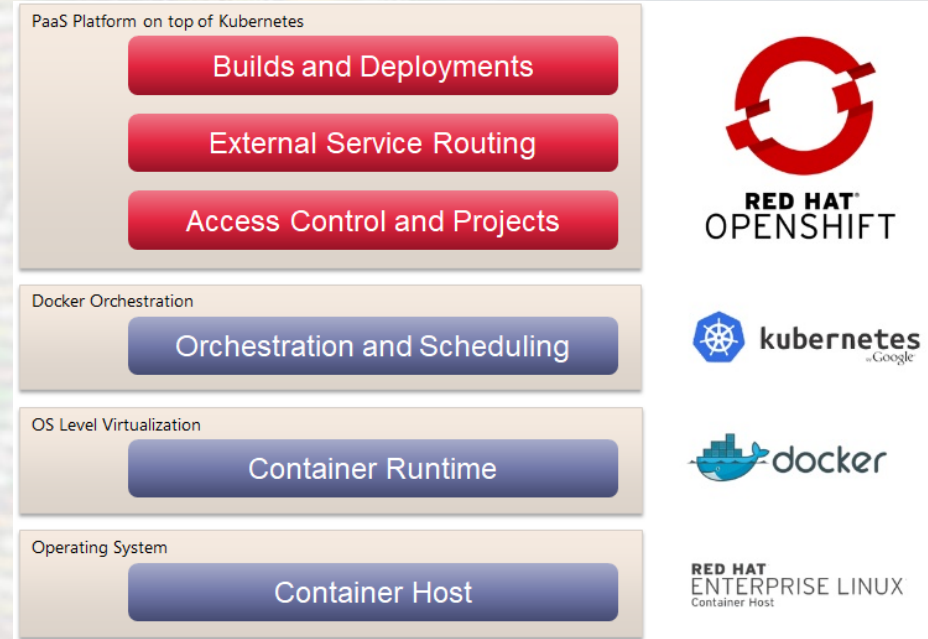 PaaS Platform on top of Kubernetes
Builds and Deployments
External Service Routing
Access Control and Projects
RED HAT®
OPENSHIFT
Docker Orchestration
Orchestration and Scheduling
kubernetes
by Google
OS Level Virtualization
Container Runtime
docker
Operating System
Container Host
RED HAT
ENTERPRISE LINUX
Container Host